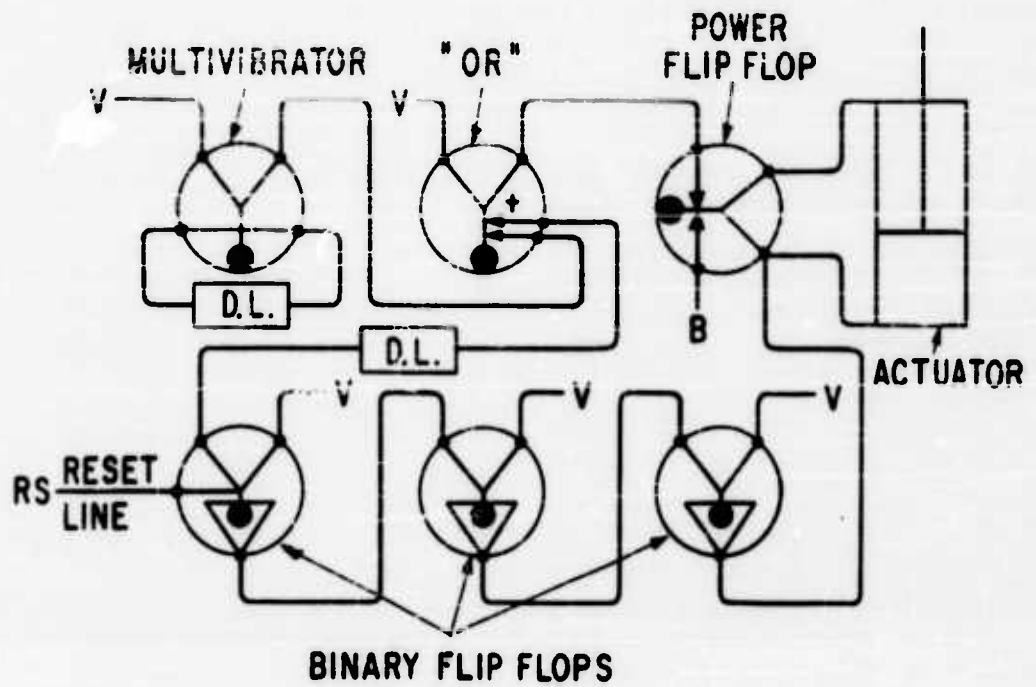 MULTIVIBRATOR
"OR"
POWER
FLIP FLOP
V
V
+
D.L.
B
D.L.
ACTUATOR
V
V
V
RS RESET
LINE
BINARY FLIP FLOPS